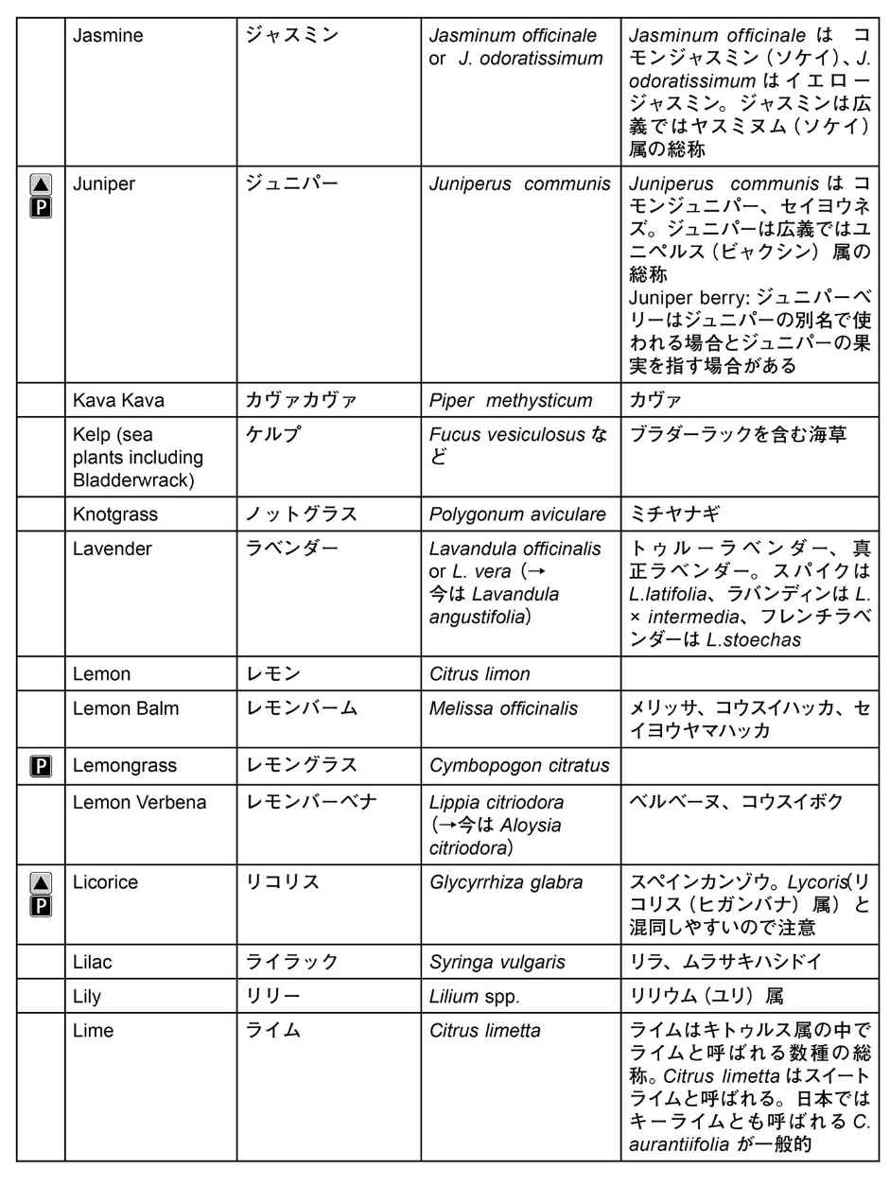 Jasmine
ジャスミン
Jasminum officinale
or J. odoratissimum
Jasminum officinale は コ
モンジャスミン（ソケイ）、J.
odoratissimum は イ エ ロ ー
ジャスミン。ジャスミンは広
義ではヤスミヌム（ソケイ）
属の総称
▲
P
Juniper
ジュニパー
Juniperus communis
Juniperus communis は コ
モンジュニパー、セイヨウネ
ズ。ジュニパーは広義ではユ
ニペルス（ビャクシン）属の
総称
Juniper berry: ジュニパーベ
リーはジュニパーの別名で使
われる場合とジュニパーの果
実を指す場合がある
Kava Kava
カヴァカヴァ
Piper methysticum
カヴァ
Kelp (sea
plants including
Bladderwrack)
ケルプ
Fucus vesiculosus な
ど
ブラダーラックを含む海草
Knotgrass
ノットグラス
Polygonum aviculare
ミチヤナギ
Lavender
ラベンダー
Lavandula officinalis
or L. vera（→
今は Lavandula
angustifolia）
トゥルーラベンダー、真
正ラベンダー。スパイクは
L.latifolia、ラバンディンは L.
× intermedia、フレンチラベ
ンダーは L.stoechas
Lemon
レモン
Citrus limon
Lemon Balm
レモンバーム
Melissa officinalis
メリッサ、コウスイハッカ、セ
イヨウヤマハッカ
P
Lemongrass
レモングラス
Cymbopogon citratus
Lemon Verbena
レモンバーベナ
Lippia citriodora
（→今は Aloysia
citriodora）
ベルベーヌ、コウスイボク
▲
P
Licorice
リコリス
Glycyrrhiza glabra
スペインカンゾウ。Lycoris(リ
コリス（ヒガンバナ）属）と
混同しやすいので注意
Lilac
ライラック
Syringa vulgaris
リラ、ムラサキハシドイ
Lily
リリー
Lilium spp.
リリウム（ユリ）属
Lime
ライム
Citrus limetta
ライムはキトゥルス属の中で
ライムと呼ばれる数種の総
称。Citrus limetta はスイート
ライムと呼ばれる。日本では
キーライムとも呼ばれる C.
aurantiifolia が一般的